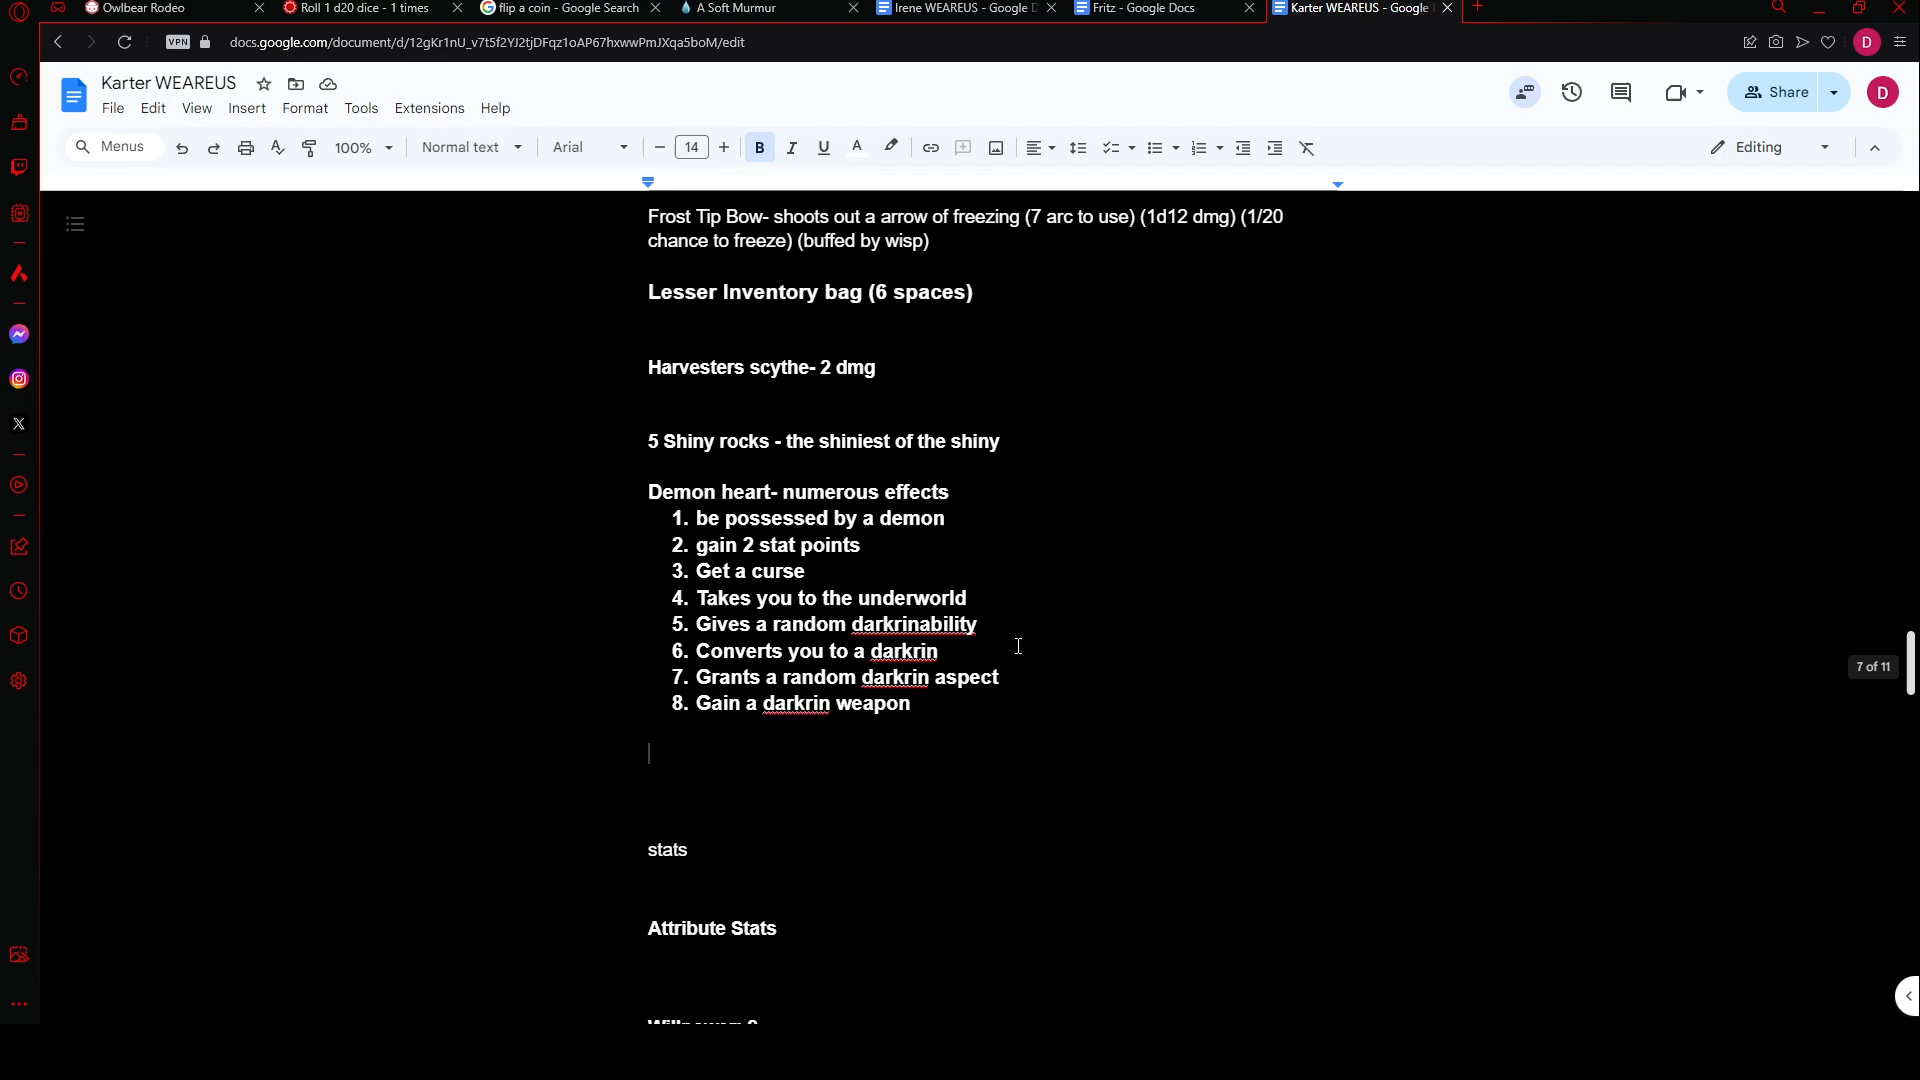 Owlbear Rodeo
Roll 1 d20 dice - 1 times
flip a coin - Google Search
A Soft Murmur
Irene WEAREUS - Google D
Fritz - Google Docs
Karter WEAREUS - Google
VPN
docs.google.com/document/d/12gKr1nU_v7t5f2YJ2tjDFqz1oAP67hxwwPmJXqa5boM/edit
D
Karter WEAREUS
File Edit View Insert Format Tools Extensions Help
Share
D
Menus
100%
Normal text
Arial
14
Editing
Frost Tip Bow- shoots out a arrow of freezing (7 arc to use) (1d12 dmg) (1/20
chance to freeze) (buffed by wisp)
Lesser Inventory bag (6 spaces)
Harvesters scythe- 2 dmg
5 Shiny rocks - the shiniest of the shiny
Demon heart- numerous effects
1. be possessed by a demon
2. gain 2 stat points
3. Get a curse
4. Takes you to the underworld
5. Gives a random darkrinability
6. Converts you to a darkrin
7. Grants a random darkrin aspect
8. Gain a darkrin weapon
7 of 11
stats
Attribute Stats